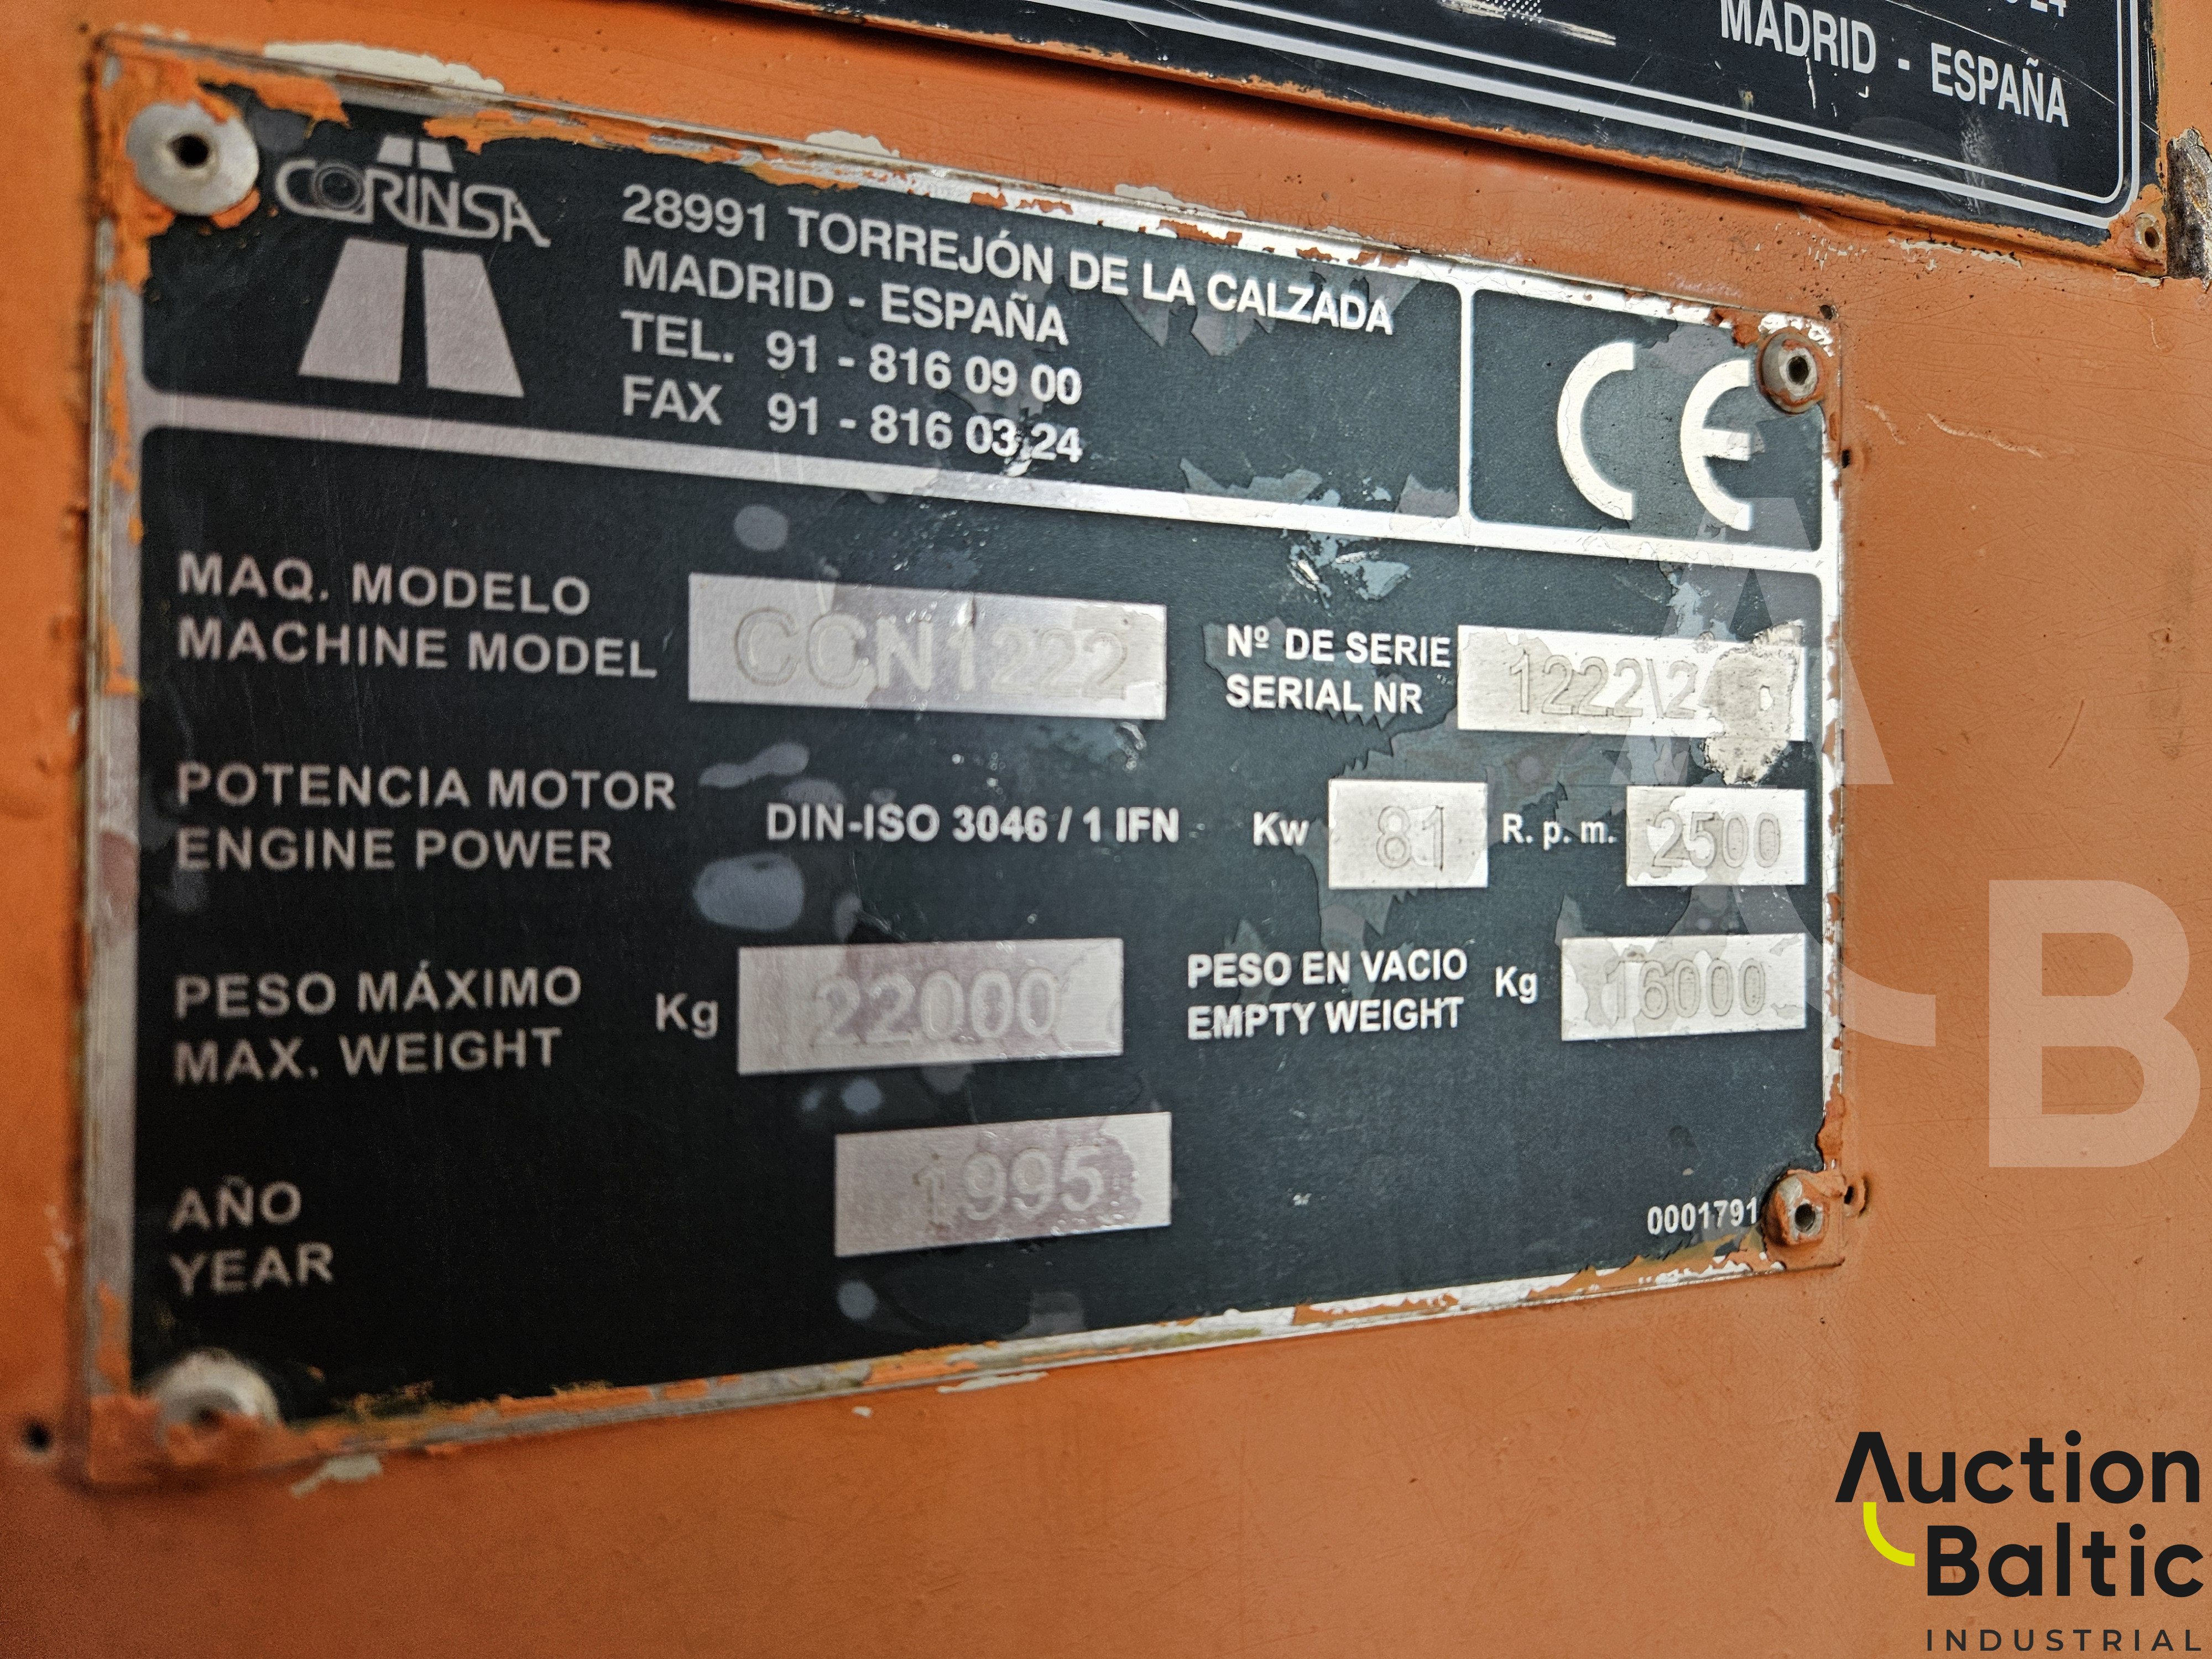 MADRID - ESPAÑA
CORINSA
28991 TORREJÓN DE LA CALZADA
MADRID - ESPAÑA
TEL. 91 - 816 09 00
FAX 91 - 816 03 24
CE
MAQ. MODELO
MACHINE MODEL
CCN1222
Nº DE SERIE
SERIAL NR
POTENCIA MOTOR
ENGINE POWER
DIN-ISO 3046 / 1 IFN
Kw 81 R. p. m. 2500
PESO MÁXIMO
MAX. WEIGHT
Kg 22000
PESO EN VACIO
EMPTY WEIGHT
Kg 16000
AÑO
YEAR
1995
0001791
A
B
Auction
Baltic
INDUSTRIAL